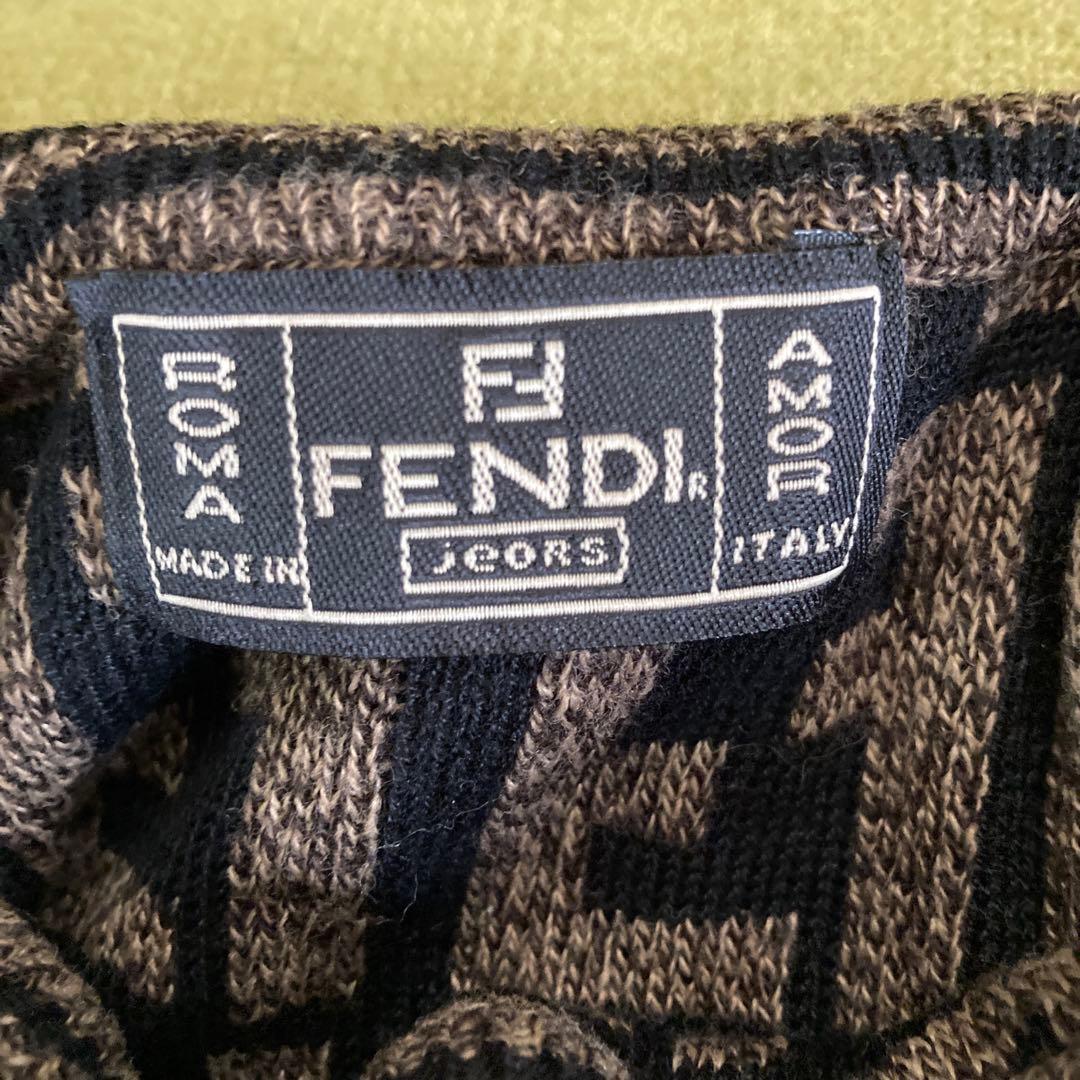 ROMA
MADE IN
FF
FENDI R
jeans
AMOR
ITALY